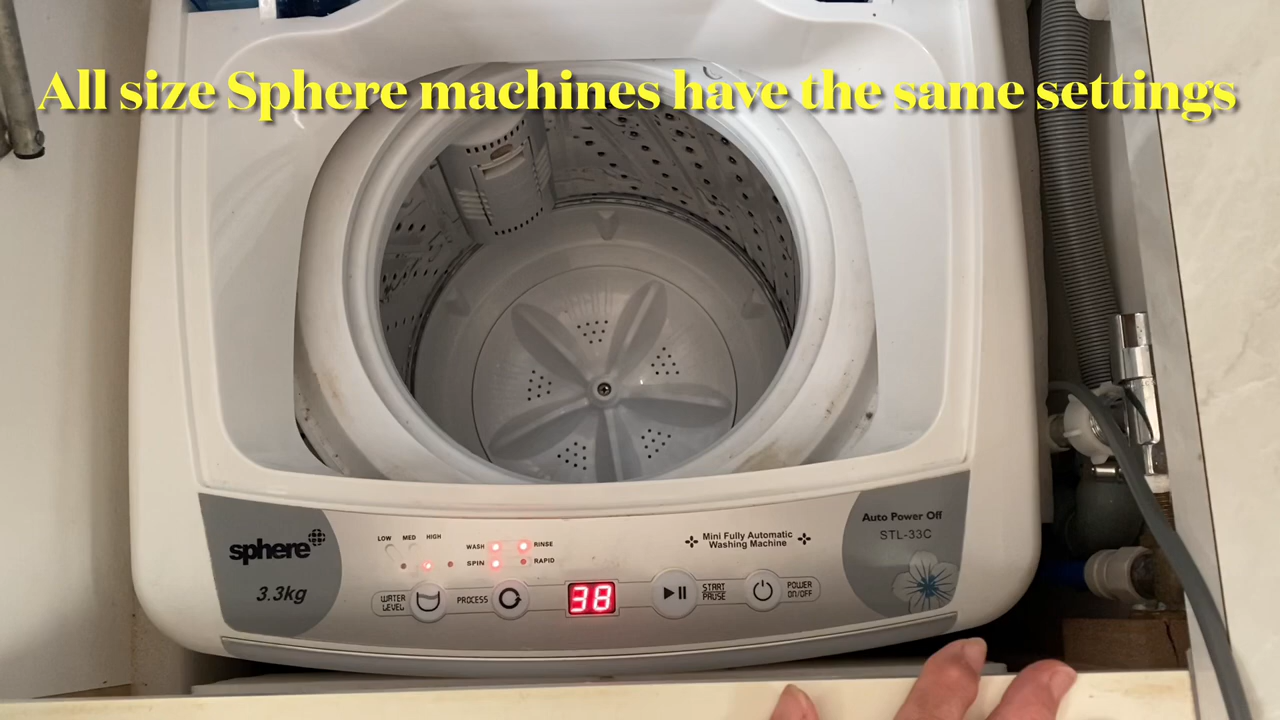 All size Sphere machines have the same settings
sphere
3.3kg
LOW MED HIGH
WATER LEVEL
PROCESS
WASH
RINSE
SPIN
RAPID
38
START
PAUSE
Mini Fully Automatic
Washing Machine
POWER
ON/OFF
Auto Power Off
STL-33C